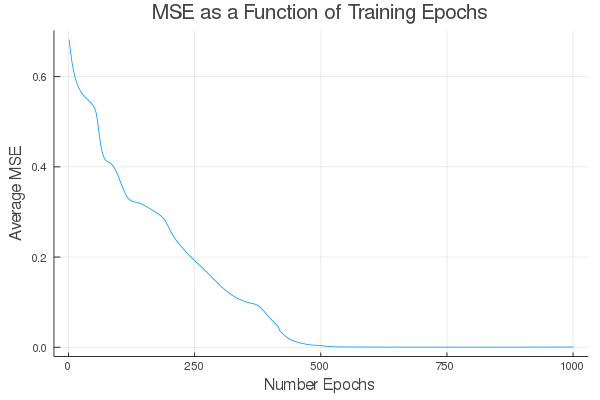 MSE as a Function of Training Epochs
Average MSE
0.6
0.4
0.2
0.0
0 250 500 750 1000
Number Epochs